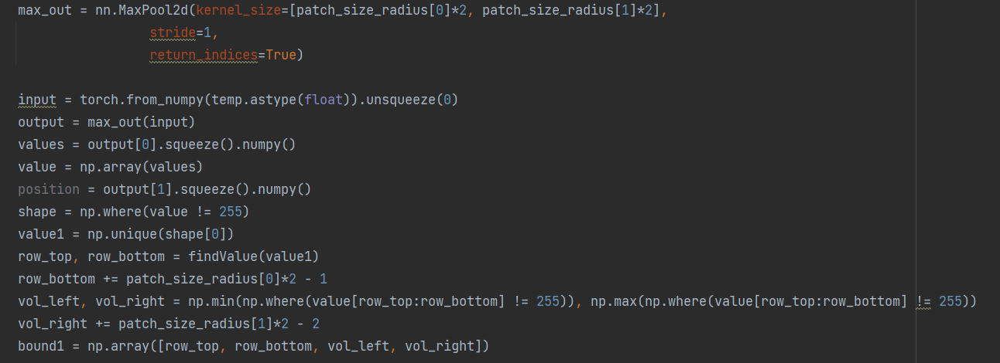 max_out = nn.MaxPool2d(kernel_size=[patch_size_radius[0]*2, patch_size_radius[1]*2],
stride=1,
return_indices=True)
input = torch.from_numpy(temp.astype(float)).unsqueeze(0)
output = max_out(input)
values = output[0].squeeze().numpy()
value = np.array(values)
position = output[1].squeeze().numpy()
shape = np.where(value != 255)
value1 = np.unique(shape[0])
row_top, row_bottom = findValue(value1)
row_bottom += patch_size_radius[0]*2 - 1
vol_left, vol_right = np.min(np.where(value[row_top:row_bottom] != 255)), np.max(np.where(value[row_top:row_bottom] != 255))
vol_right += patch_size_radius[1]*2 - 2
bound1 = np.array([row_top, row_bottom, vol_left, vol_right])